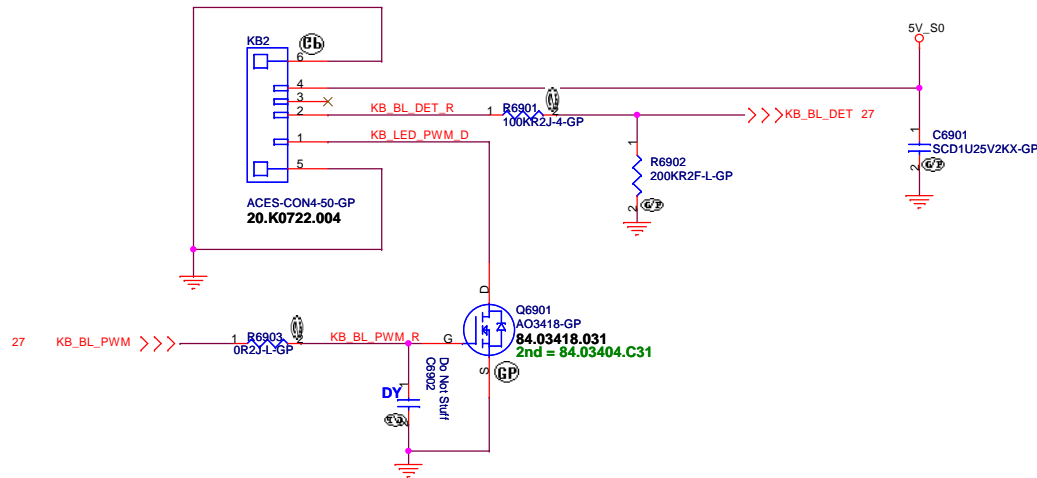 5V_S0
KB2
6
4
3
2
1
5
KB_BL_DET_R
1
R6901
2
100KR2J-4-GP
KB_BL_DET 27
KB_LED_PWM_D
1
R6902
200KR2F-L-GP
2
1
C6901
SCD1U25V2KX-GP
2
ACES-CON4-50-GP
20.K0722.004
D
Q6901
AO3418-GP
84.03418.031
2nd = 84.03404.C31
27 KB_BL_PWM
1
R6903
2
0R2J-L-GP
KB_BL_PWM_R
G
S
GP
1
DY
C6902
Do Not Stuff